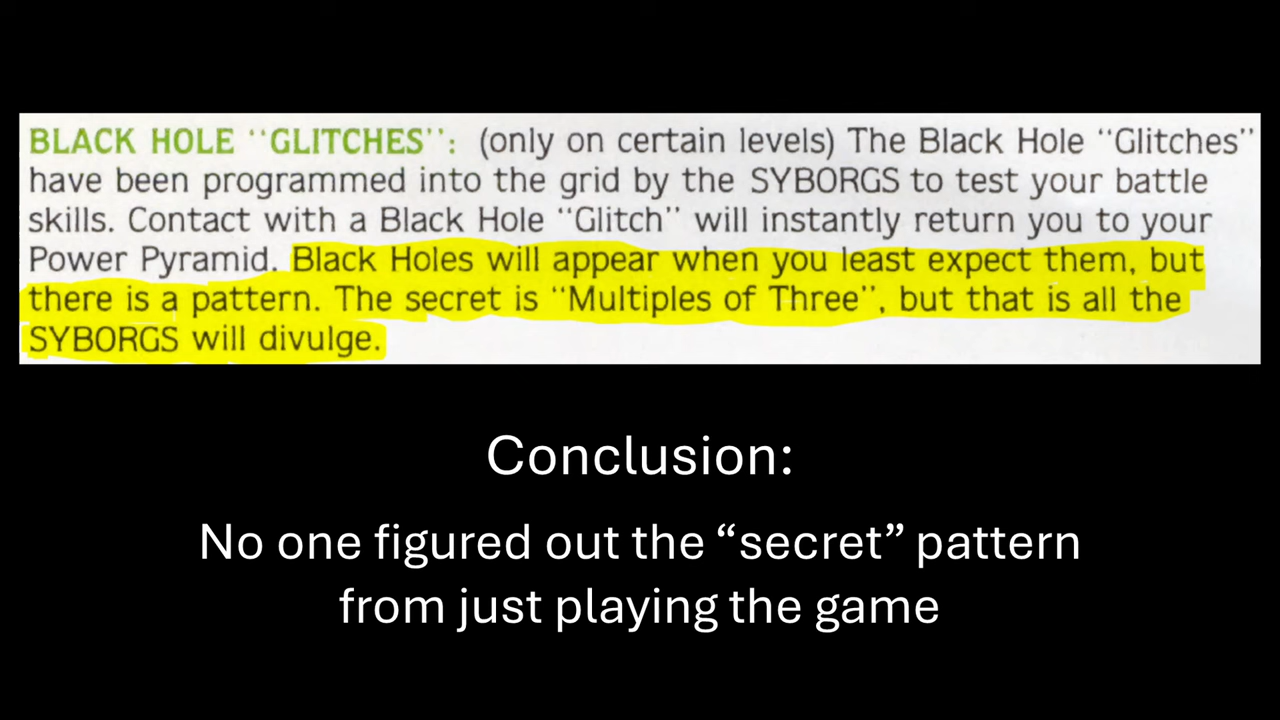 BLACK HOLE "GLITCHES": (only on certain levels) The Black Hole "Glitches"
have been programmed into the grid by the SYBORGS to test your battle
skills. Contact with a Black Hole "Glitch" will instantly return you to your
Power Pyramid. Black Holes will appear when you least expect them, but
there is a pattern. The secret is "Multiples of Three", but that is all the
SYBORGS will divulge.
Conclusion:
No one figured out the “secret” pattern
from just playing the game